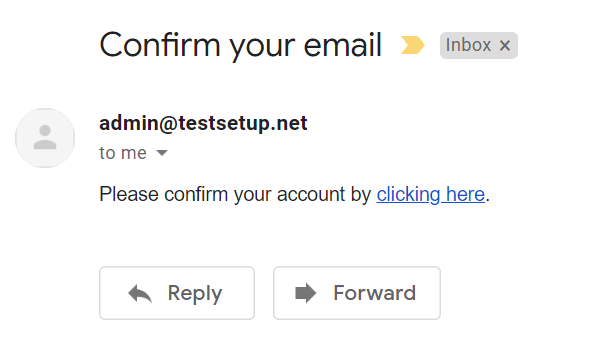 Confirm your email Inbox ×
admin@testsetup.net
to me
Please confirm your account by clicking here.
Reply Forward